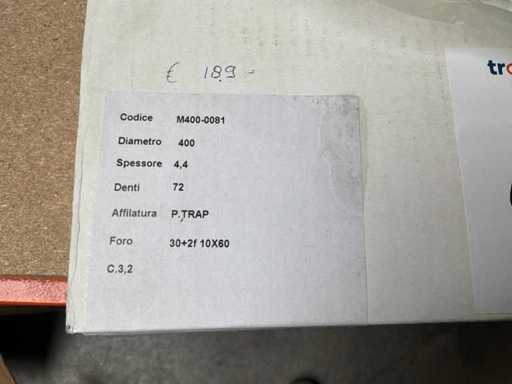 € 189-
tr
Codice M400-0081
Diametro 400
Spessore 4,4
Denti 72
Affilatura P.TRAP
Foro 30+2f 10X60
C.3,2